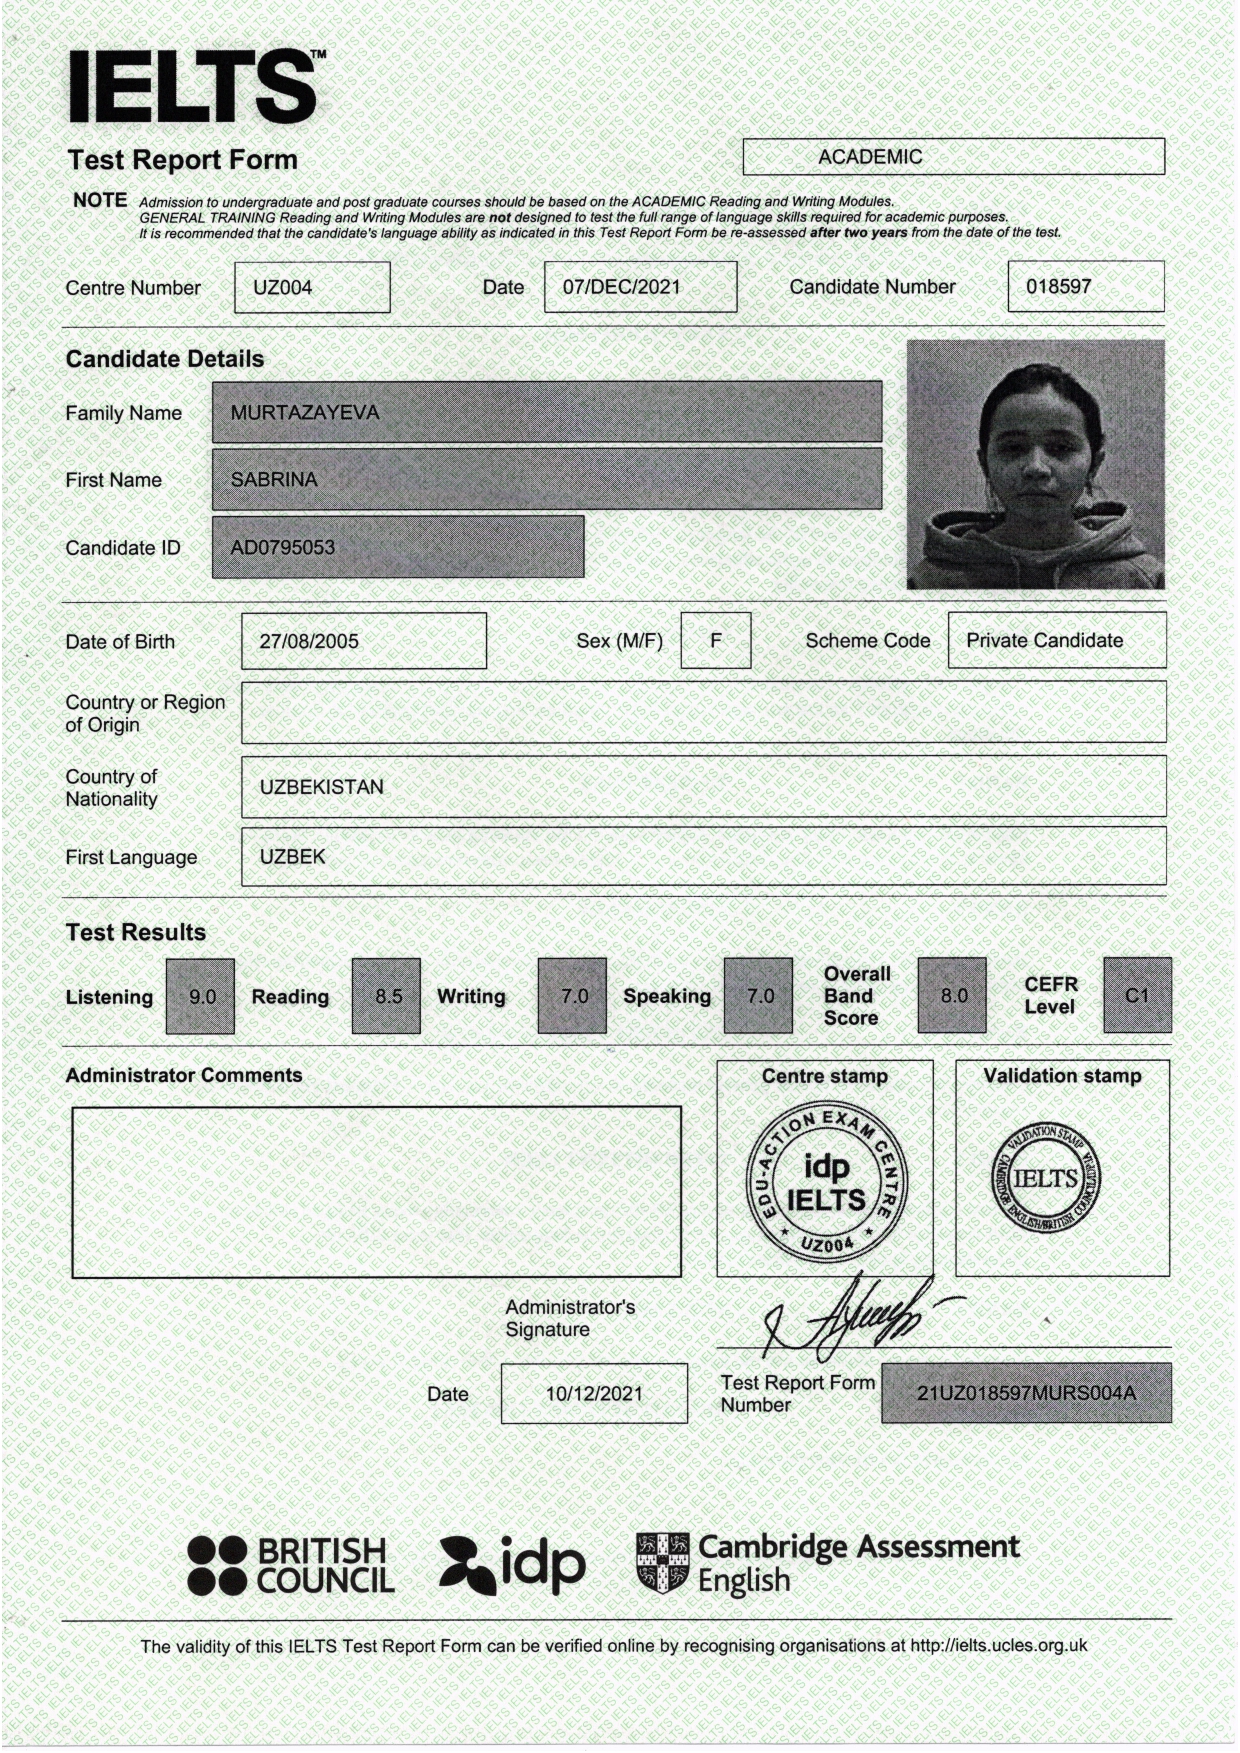 IELTS™
Test Report Form
ACADEMIC
NOTE Admission to undergraduate and post graduate courses should be based on the ACADEMIC Reading and Writing Modules.
GENERAL TRAINING Reading and Writing Modules are not designed to test the full range of language skills required for academic purposes.
It is recommended that the candidate's language ability as indicated in this Test Report Form be re-assessed after two years from the date of the test.
Centre Number UZ004 Date 07/DEC/2021 Candidate Number 018597
Candidate Details
Family Name MURTAZAYEVA
First Name SABRINA
Candidate ID AD0795053
Date of Birth 27/08/2005 Sex (M/F) F Scheme Code Private Candidate
Country or Region
of Origin
Country of
Nationality
UZBEKISTAN
First Language UZBEK
Test Results
Listening 9.0 Reading 8.5 Writing 7.0 Speaking 7.0
Overall
Band
Score
8.0
CEFR
Level
C1
Administrator Comments
Centre stamp
EDU-ACTION EXAM CENTRE
idp
IELTS
★ UZ004 ★
Validation stamp
VALIDATION STAMP
IELTS
CAMBRIDGE ENGLISH/BRITISH COUNCIL/IDP:IA
Administrator's
Signature
Date 10/12/2021
Test Report Form
Number
21UZ018597MURS004A
BRITISH
COUNCIL
idp
Cambridge Assessment
English
The validity of this IELTS Test Report Form can be verified online by recognising organisations at http://ielts.ucles.org.uk